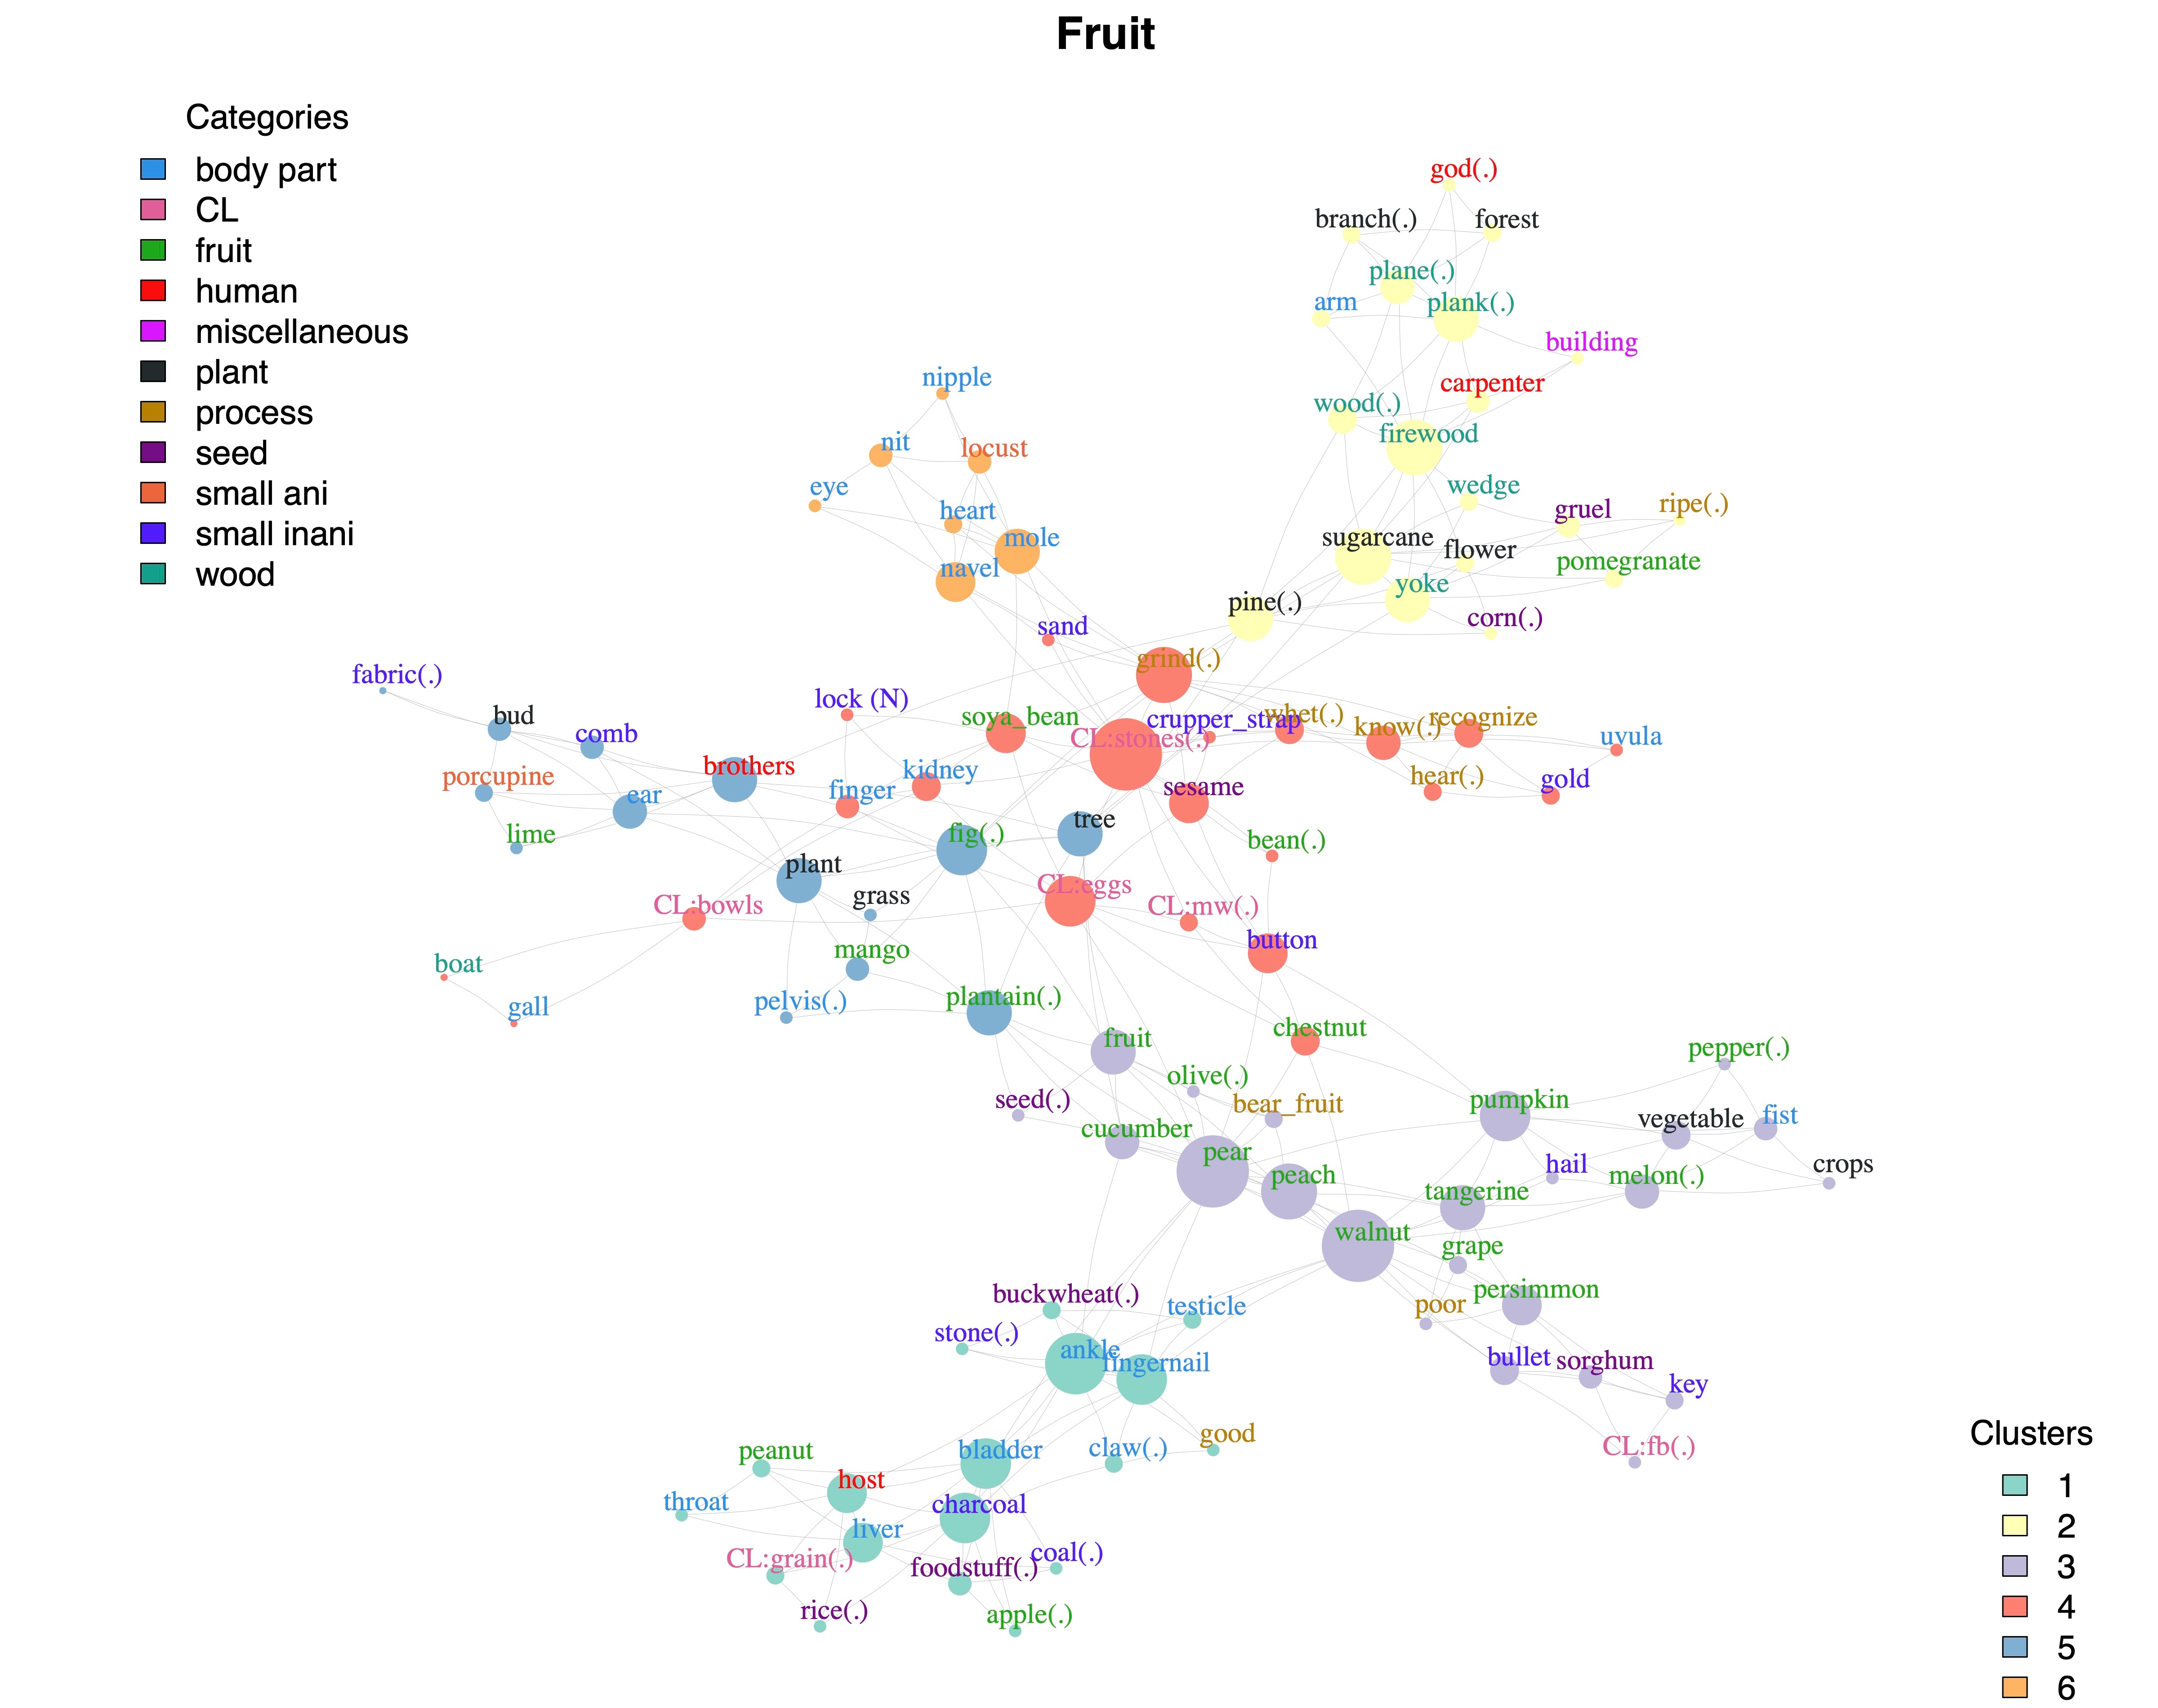 Fruit
Categories
body part
CL
fruit
human
miscellaneous
plant
process
seed
small ani
small inani
wood
god(.)
branch(.)
forest
plane(.)
arm
plank(.)
building
nipple
carpenter
wood(.)
firewood
nit
locust
eye
wedge
heart
gruel
ripe(.)
mole
sugarcane
flower
navel
pomegranate
yoke
pine(.)
corn(.)
sand
grind(.)
fabric(.)
lock (N)
bud
soya_bean
crupper_strap
whet(.)
know(.)
recognize
comb
CL:stones(.)
uvula
porcupine
brothers
kidney
hear(.)
gold
ear
finger
sesame
lime
fig(.)
tree
bean(.)
plant
CL:eggs
grass
CL:bowls
CL:mw(.)
mango
button
boat
gall
pelvis(.)
plantain(.)
chestnut
fruit
pepper(.)
olive(.)
seed(.)
bear_fruit
pumpkin
vegetable
fist
cucumber
pear
hail
crops
peach
tangerine
melon(.)
walnut
grape
buckwheat(.)
testicle
persimmon
poor
stone(.)
ankle
fingernail
bullet
sorghum
key
good
CL:fb(.)
peanut
bladder
claw(.)
host
throat
charcoal
liver
CL:grain(.)
foodstuff(.)
coal(.)
rice(.)
apple(.)
Clusters
1
2
3
4
5
6